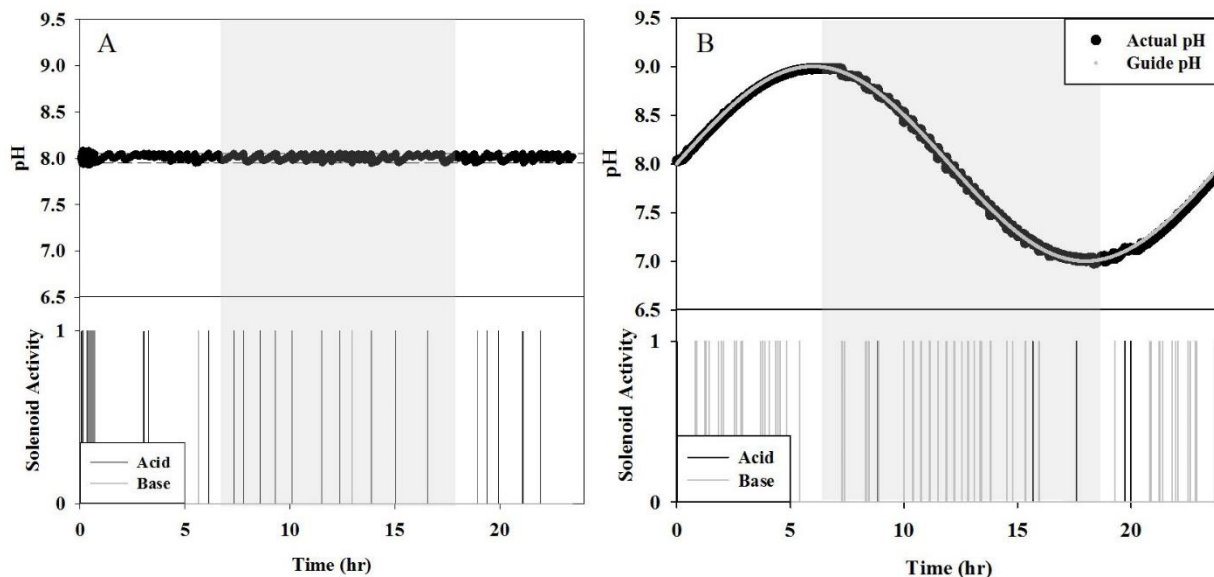 A
9.5
9.0
8.5
8.0
7.5
7.0
6.5
pH
1
0
Solenoid Activity
Acid
Base
0
5
10
15
20
Time (hr)
B
Actual pH
Guide pH
9.5
9.0
8.5
8.0
7.5
7.0
6.5
pH
1
0
Solenoid Activity
Acid
Base
0
5
10
15
20
Time (hr)